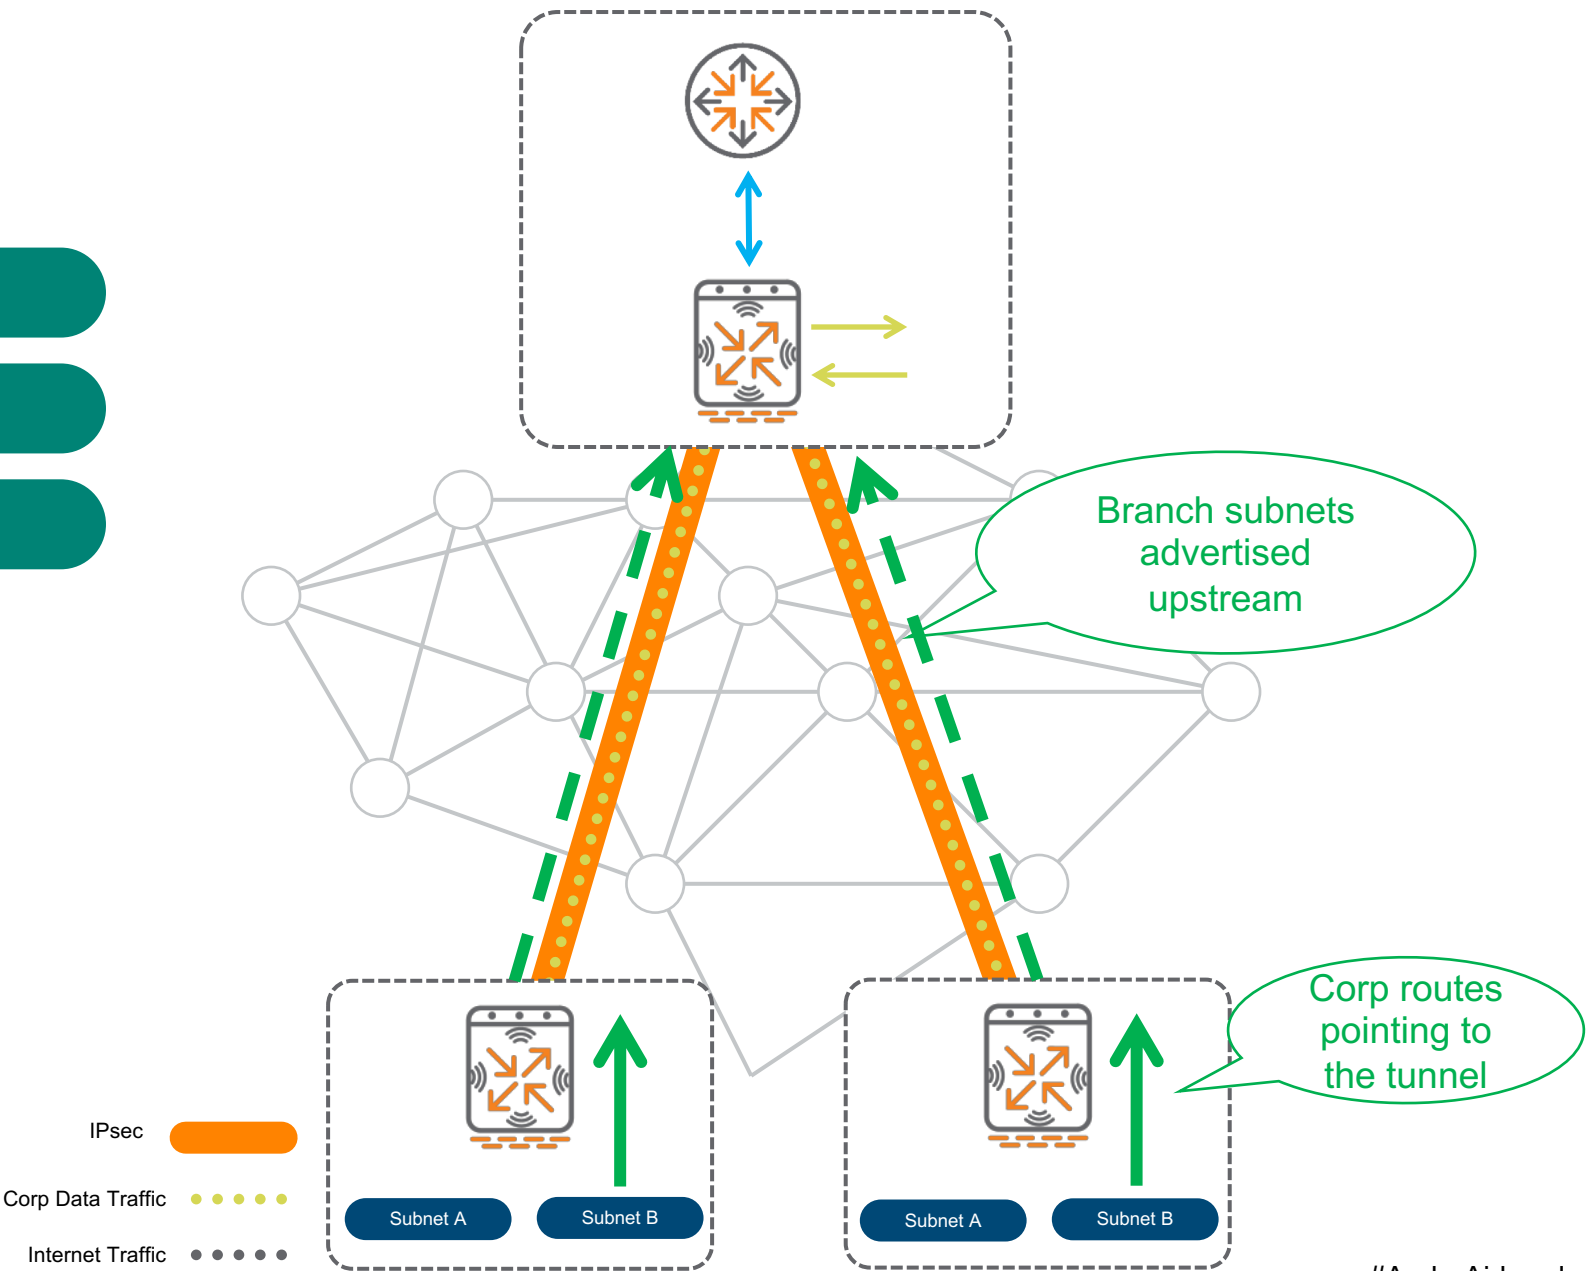 Branch subnets
advertised
upstream
Corp routes
pointing to
the tunnel
IPsec
Corp Data Traffic
Internet Traffic
Subnet A
Subnet B
Subnet A
Subnet B